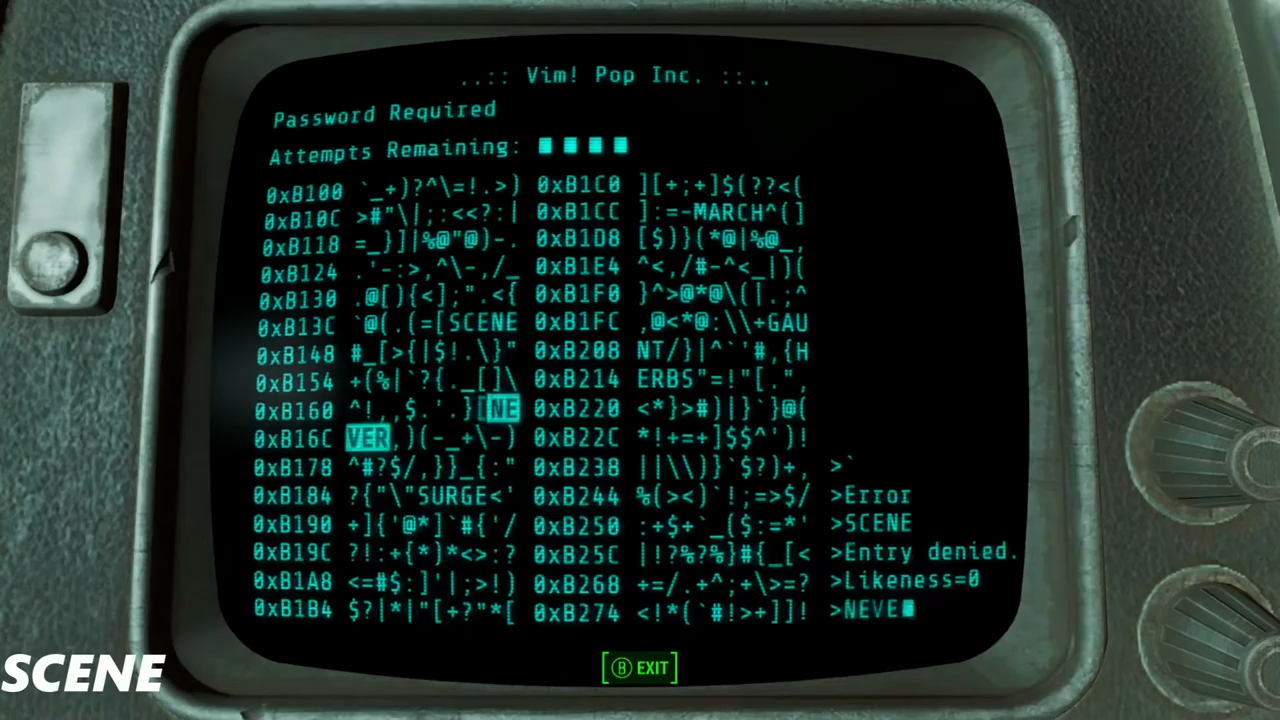 ..:: Vim! Pop Inc. ::..
Password Required
Attempts Remaining: ■ ■ ■ ■
0xB100 `_+)?^\=!.>) 0xB1C0 ][+;+]$(??<(
0xB10C >#"\|;:<<?:| 0xB1CC ]:=-MARCH^(]
0xB118 =_}]|%@"@)-. 0xB1D8 [$)}(*@|%@_,
0xB124 .'-:>,^\-,/_ 0xB1E4 ^<,/#-^<_|)(
0xB130 .@[){<];".<{ 0xB1F0 }^>@*@\(|.;^
0xB13C `@(.(=[SCENE 0xB1FC ,@<*@:\\+GAU
0xB148 #_[>{|$!.\}" 0xB208 NT/}|^`'#,{H
0xB154 +(%|`?{._[]\ 0xB214 ERBS"=!"[.",
0xB160 ^!,,$.'.}[NE 0xB220 <*}>#)|}`}@(
0xB16C VER,)(-_+\-) 0xB22C *!+=+]$$^')!
0xB178 ^#?$/,}}_{:" 0xB238 ||\\)}`$?)+, >`
0xB184 ?{"\"SURGE<' 0xB244 %(><)`!;=>$/ >Error
0xB190 +]{'@*]`#{'/ 0xB250 :+$+`_($:=*' >SCENE
0xB19C ?!:+{*)*<>:? 0xB25C |!?%?%}#{_[< >Entry denied.
0xB1A8 <=#$:]'|;>!) 0xB268 +=/.+^;+\>=? >Likeness=0
0xB1B4 $?|*|"[+?"*[ 0xB274 <!*(`#!>+]]! >NEVE■
SCENE
Ⓑ EXIT